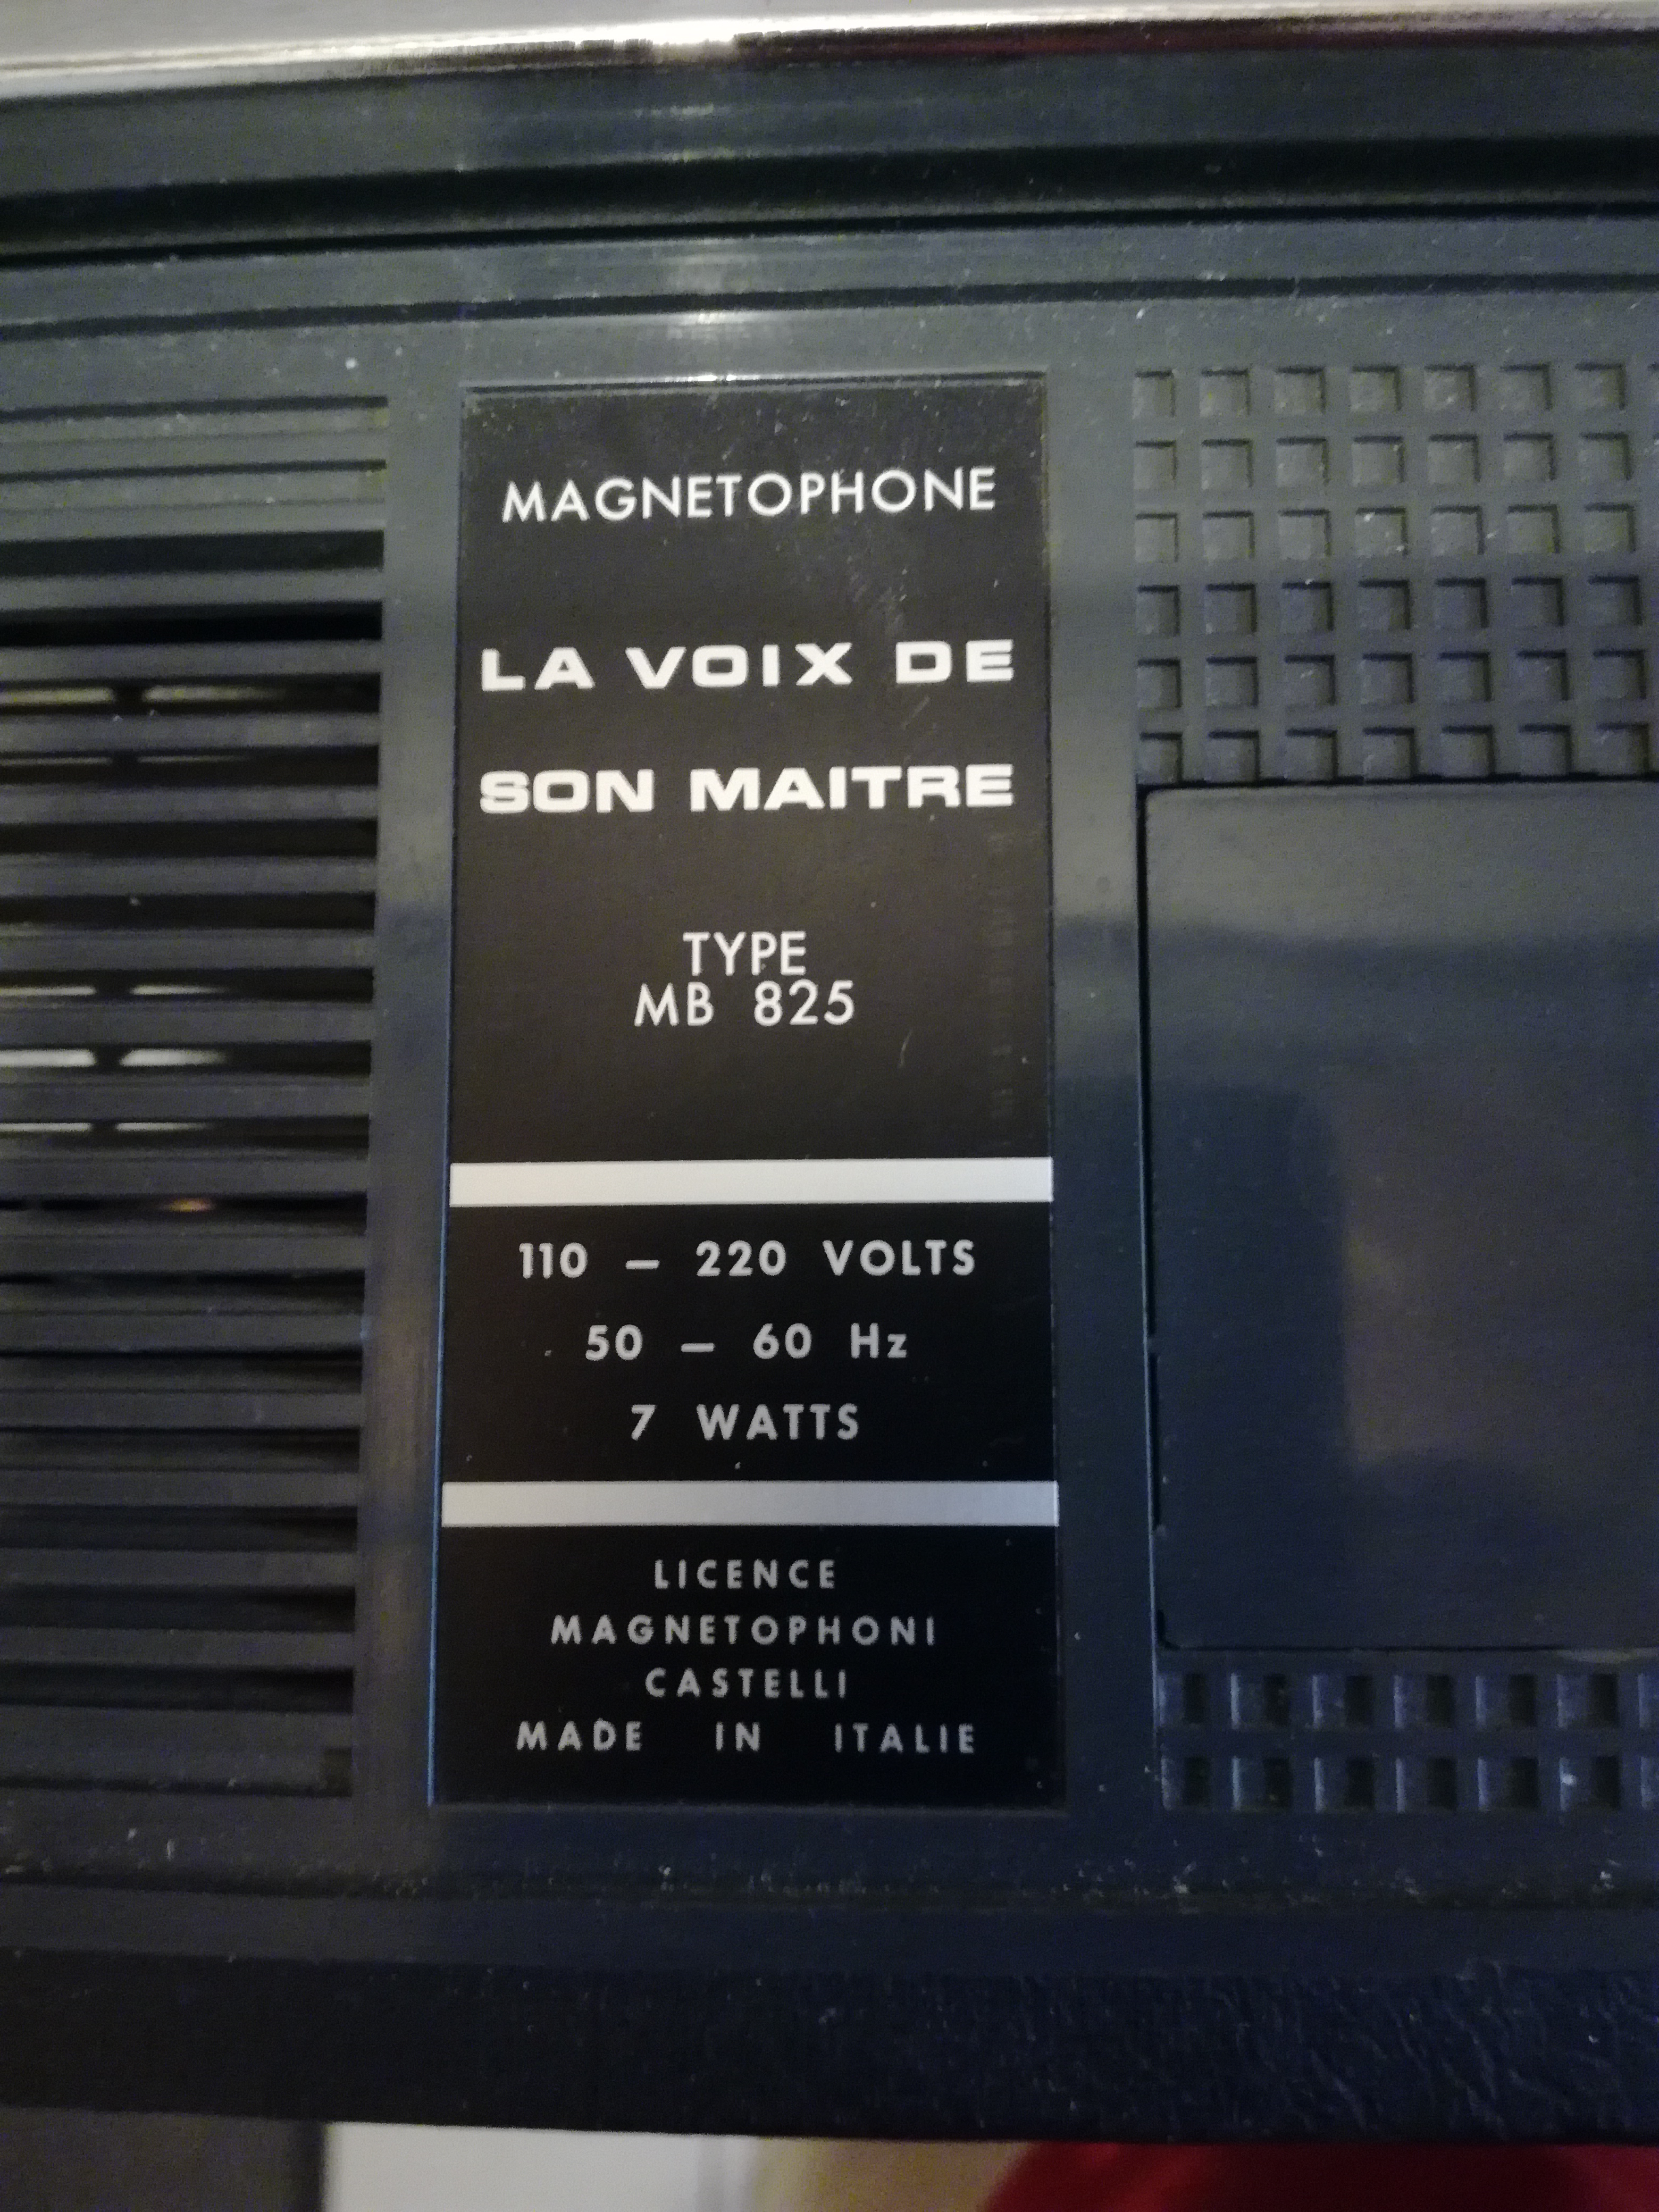 MAGNETOPHONE
LA VOIX DE
SON MAITRE
TYPE
MB 825
110 – 220 VOLTS
50 – 60 Hz
7 WATTS
LICENCE
MAGNETOPHONI
CASTELLI
MADE IN ITALIE